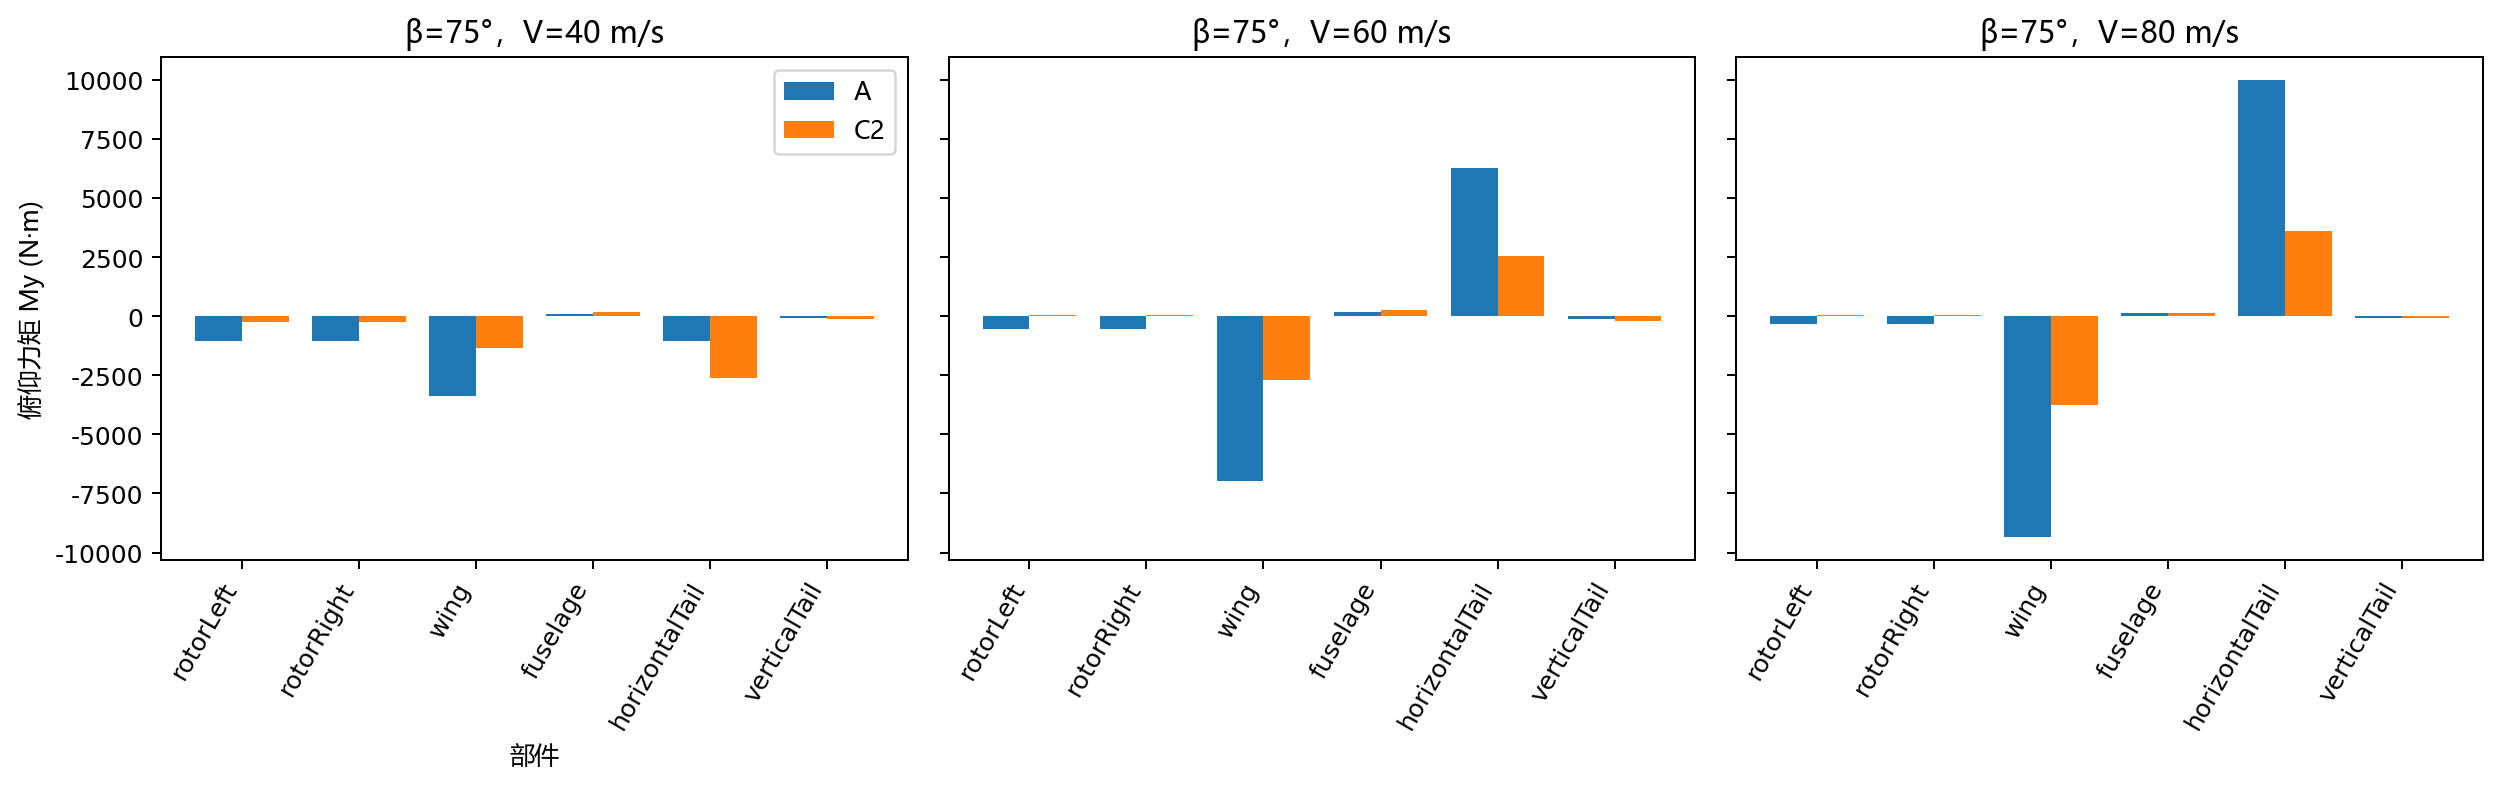 β=75°, V=40 m/s
β=75°, V=60 m/s
β=75°, V=80 m/s
俯仰力矩 My (N·m)
10000
7500
5000
2500
0
-2500
-5000
-7500
-10000
A
C2
rotorLeft
rotorRight
wing
fuselage
horizontalTail
verticalTail
rotorLeft
rotorRight
wing
fuselage
horizontalTail
verticalTail
rotorLeft
rotorRight
wing
fuselage
horizontalTail
verticalTail
部件